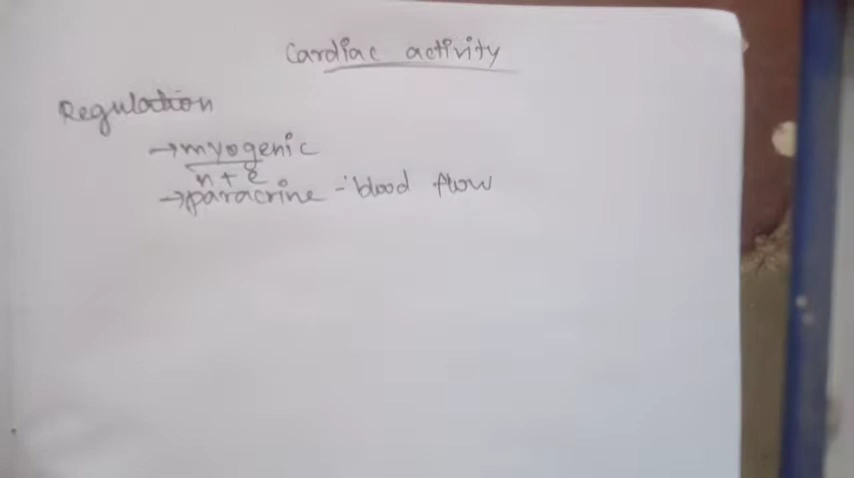 Cardiac activity
Regulation
→myogenic
n + e
→paracrine -: blood flow